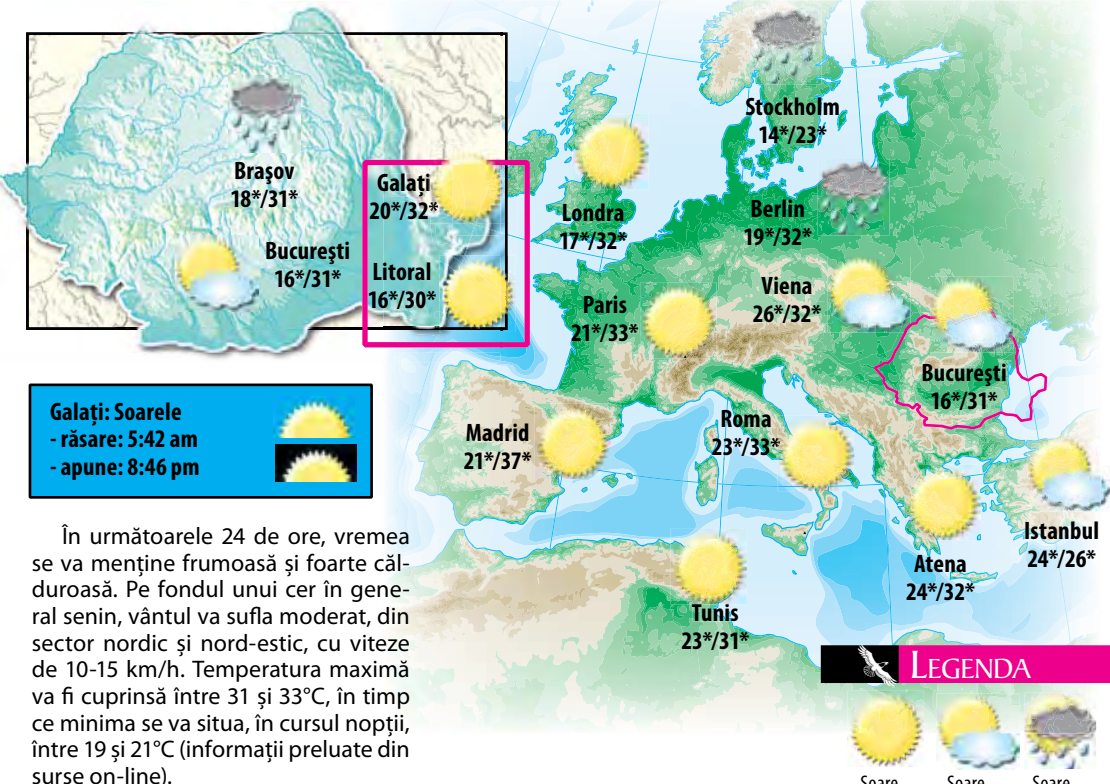 Braşov
18*/31*
Galați
20*/32*
Bucureşti
16*/31*
Litoral
16*/30*
Stockholm
14*/23*
Londra
17*/32*
Berlin
19*/32*
Viena
26*/32*
Paris
21*/33*
Bucureşti
16*/31*
Madrid
21*/37*
Roma
23*/33*
Istanbul
24*/26*
Atena
24*/32*
Tunis
23*/31*
Galați: Soarele
- răsare: 5:42 am
- apune: 8:46 pm
În următoarele 24 de ore, vremea
se va menține frumoasă și foarte căl-
duroasă. Pe fondul unui cer în gene-
ral senin, vântul va sufla moderat, din
sector nordic și nord-estic, cu viteze
de 10-15 km/h. Temperatura maximă
va fi cuprinsă între 31 și 33°C, în timp
ce minima se va situa, în cursul nopții,
între 19 și 21°C (informații preluate din
surse on-line).
LEGENDA
Soare Soare Soare